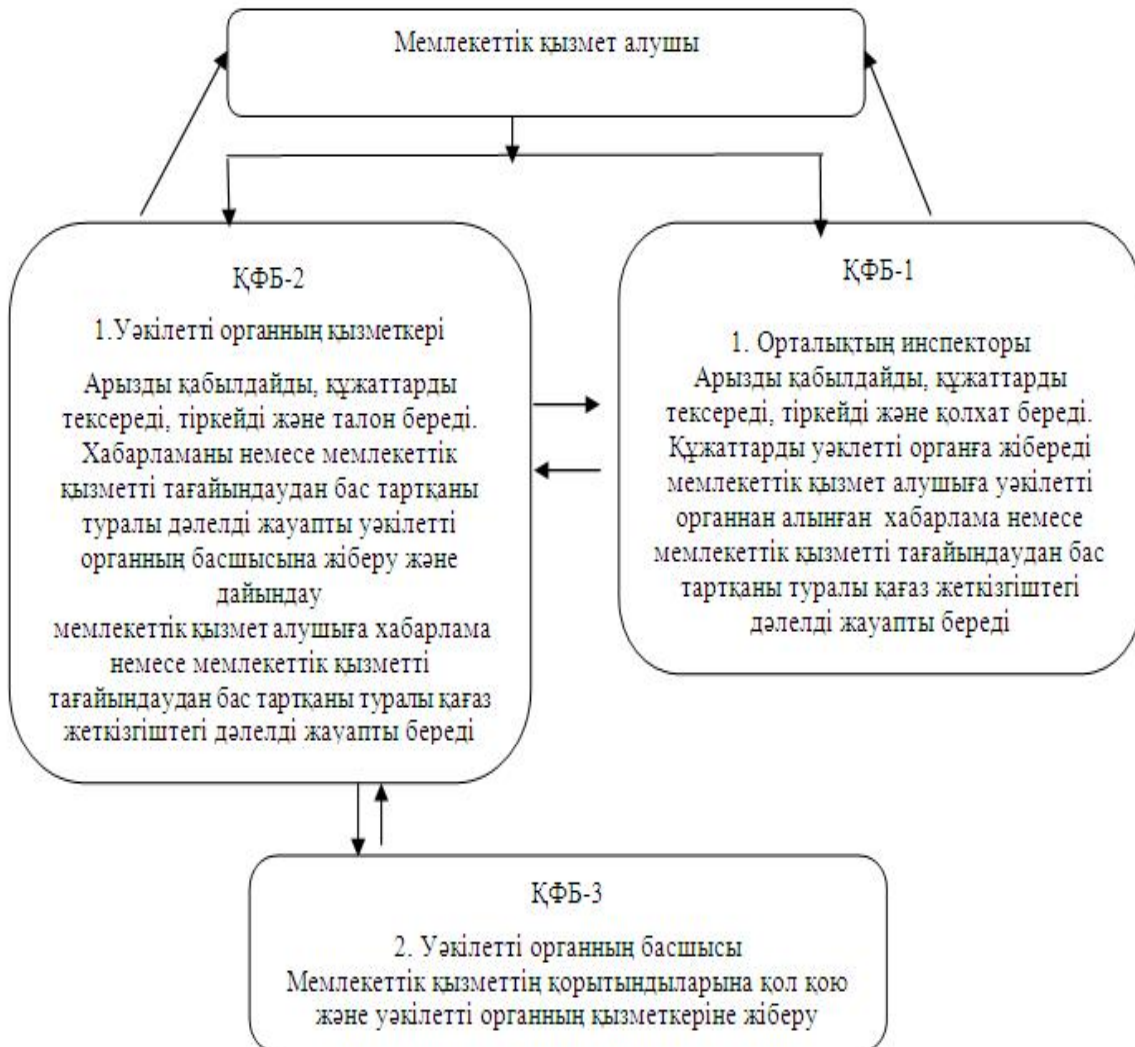 Мемлекеттік қызмет алушы
ҚФБ-2
1.Уәкілетті органның қызметкері
Арызды қабылдайды, құжаттарды
тексереді, тіркейді және талон береді.
Хабарламаны немесе мемлекеттік
қызметті тағайындаудан бас тартқаны
туралы дәлелді жауапты уәкілетті
органның басшысына жіберу және
дайындау
мемлекеттік қызмет алушыға хабарлама
немесе мемлекеттік қызметті
тағайындаудан бас тартқаны туралы қағаз
жеткізгіштегі дәлелді жауапты береді
ҚФБ-1
1. Орталықтың инспекторы
Арызды қабылдайды, құжаттарды
тексереді, тіркейді және қолхат береді.
Құжаттарды уәклетті органға жібереді
мемлекеттік қызмет алушыға уәкілетті
органнан алынған хабарлама немесе
мемлекеттік қызметті тағайындаудан бас
тартқаны туралы қағаз жеткізгіштегі
дәлелді жауапты береді
ҚФБ-3
2. Уәкілетті органның басшысы
Мемлекеттік қызметтің қорытындыларына қол қою
және уәкілетті органның қызметкеріне жіберу